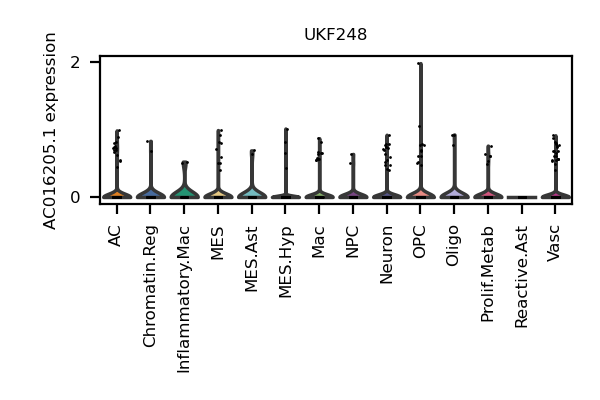 UKF248
AC016205.1 expression
2
0
AC
Chromatin.Reg
Inflammatory.Mac
MES
MES.Ast
MES.Hyp
Mac
NPC
Neuron
OPC
Oligo
Prolif.Metab
Reactive.Ast
Vasc